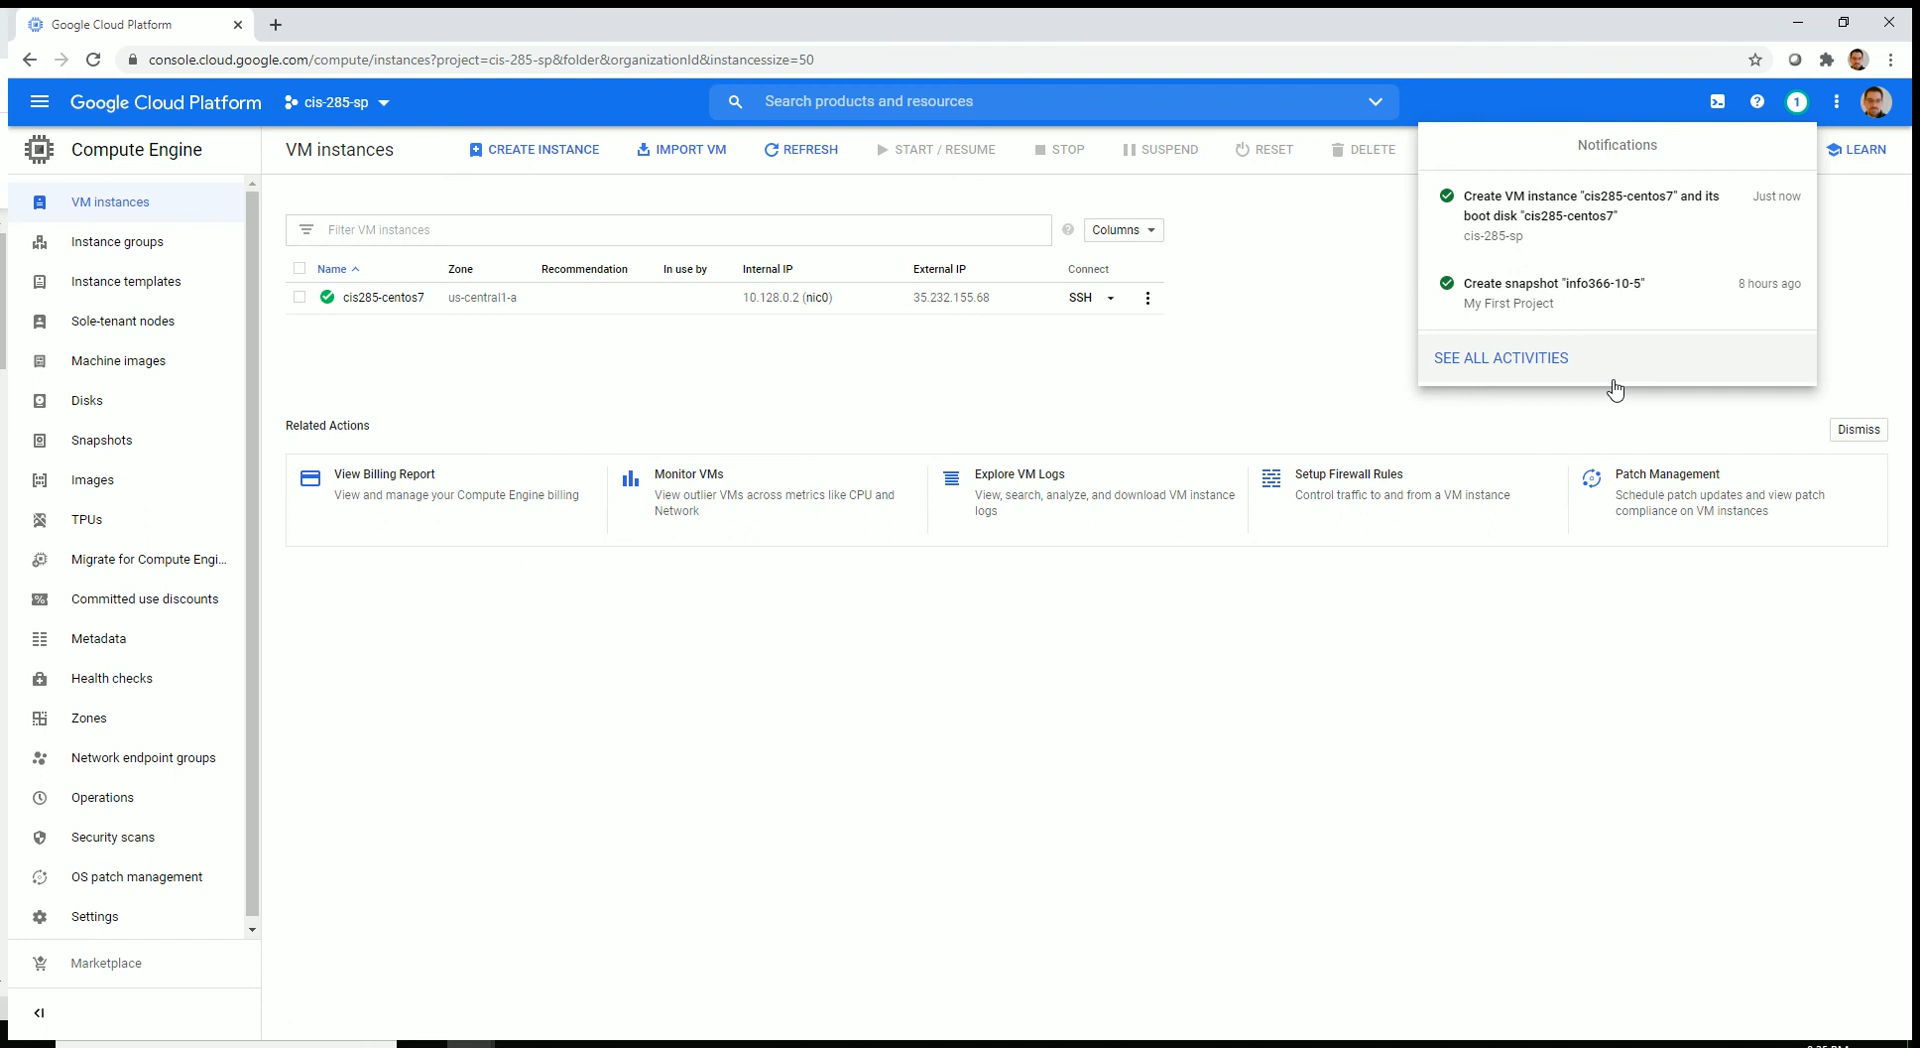 Google Cloud Platform
console.cloud.google.com/compute/instances?project=cis-285-sp&folder&organizationId&instancessize=50
Google Cloud Platform cis-285-sp Search products and resources 1
Compute Engine VM instances CREATE INSTANCE IMPORT VM REFRESH START / RESUME STOP SUSPEND RESET DELETE LEARN
Notifications
Create VM instance "cis285-centos7" and its Just now
boot disk "cis285-centos7"
cis-285-sp
Create snapshot "info366-10-5" 8 hours ago
My First Project
SEE ALL ACTIVITIES
VM instances
Instance groups
Instance templates
Sole-tenant nodes
Machine images
Disks
Snapshots
Images
TPUs
Migrate for Compute Engi...
Committed use discounts
Metadata
Health checks
Zones
Network endpoint groups
Operations
Security scans
OS patch management
Settings
Marketplace
Filter VM instances Columns
Name Zone Recommendation In use by Internal IP External IP Connect
cis285-centos7 us-central1-a 10.128.0.2 (nic0) 35.232.155.68 SSH
Related Actions Dismiss
View Billing Report
View and manage your Compute Engine billing
Monitor VMs
View outlier VMs across metrics like CPU and
Network
Explore VM Logs
View, search, analyze, and download VM instance
logs
Setup Firewall Rules
Control traffic to and from a VM instance
Patch Management
Schedule patch updates and view patch
compliance on VM instances